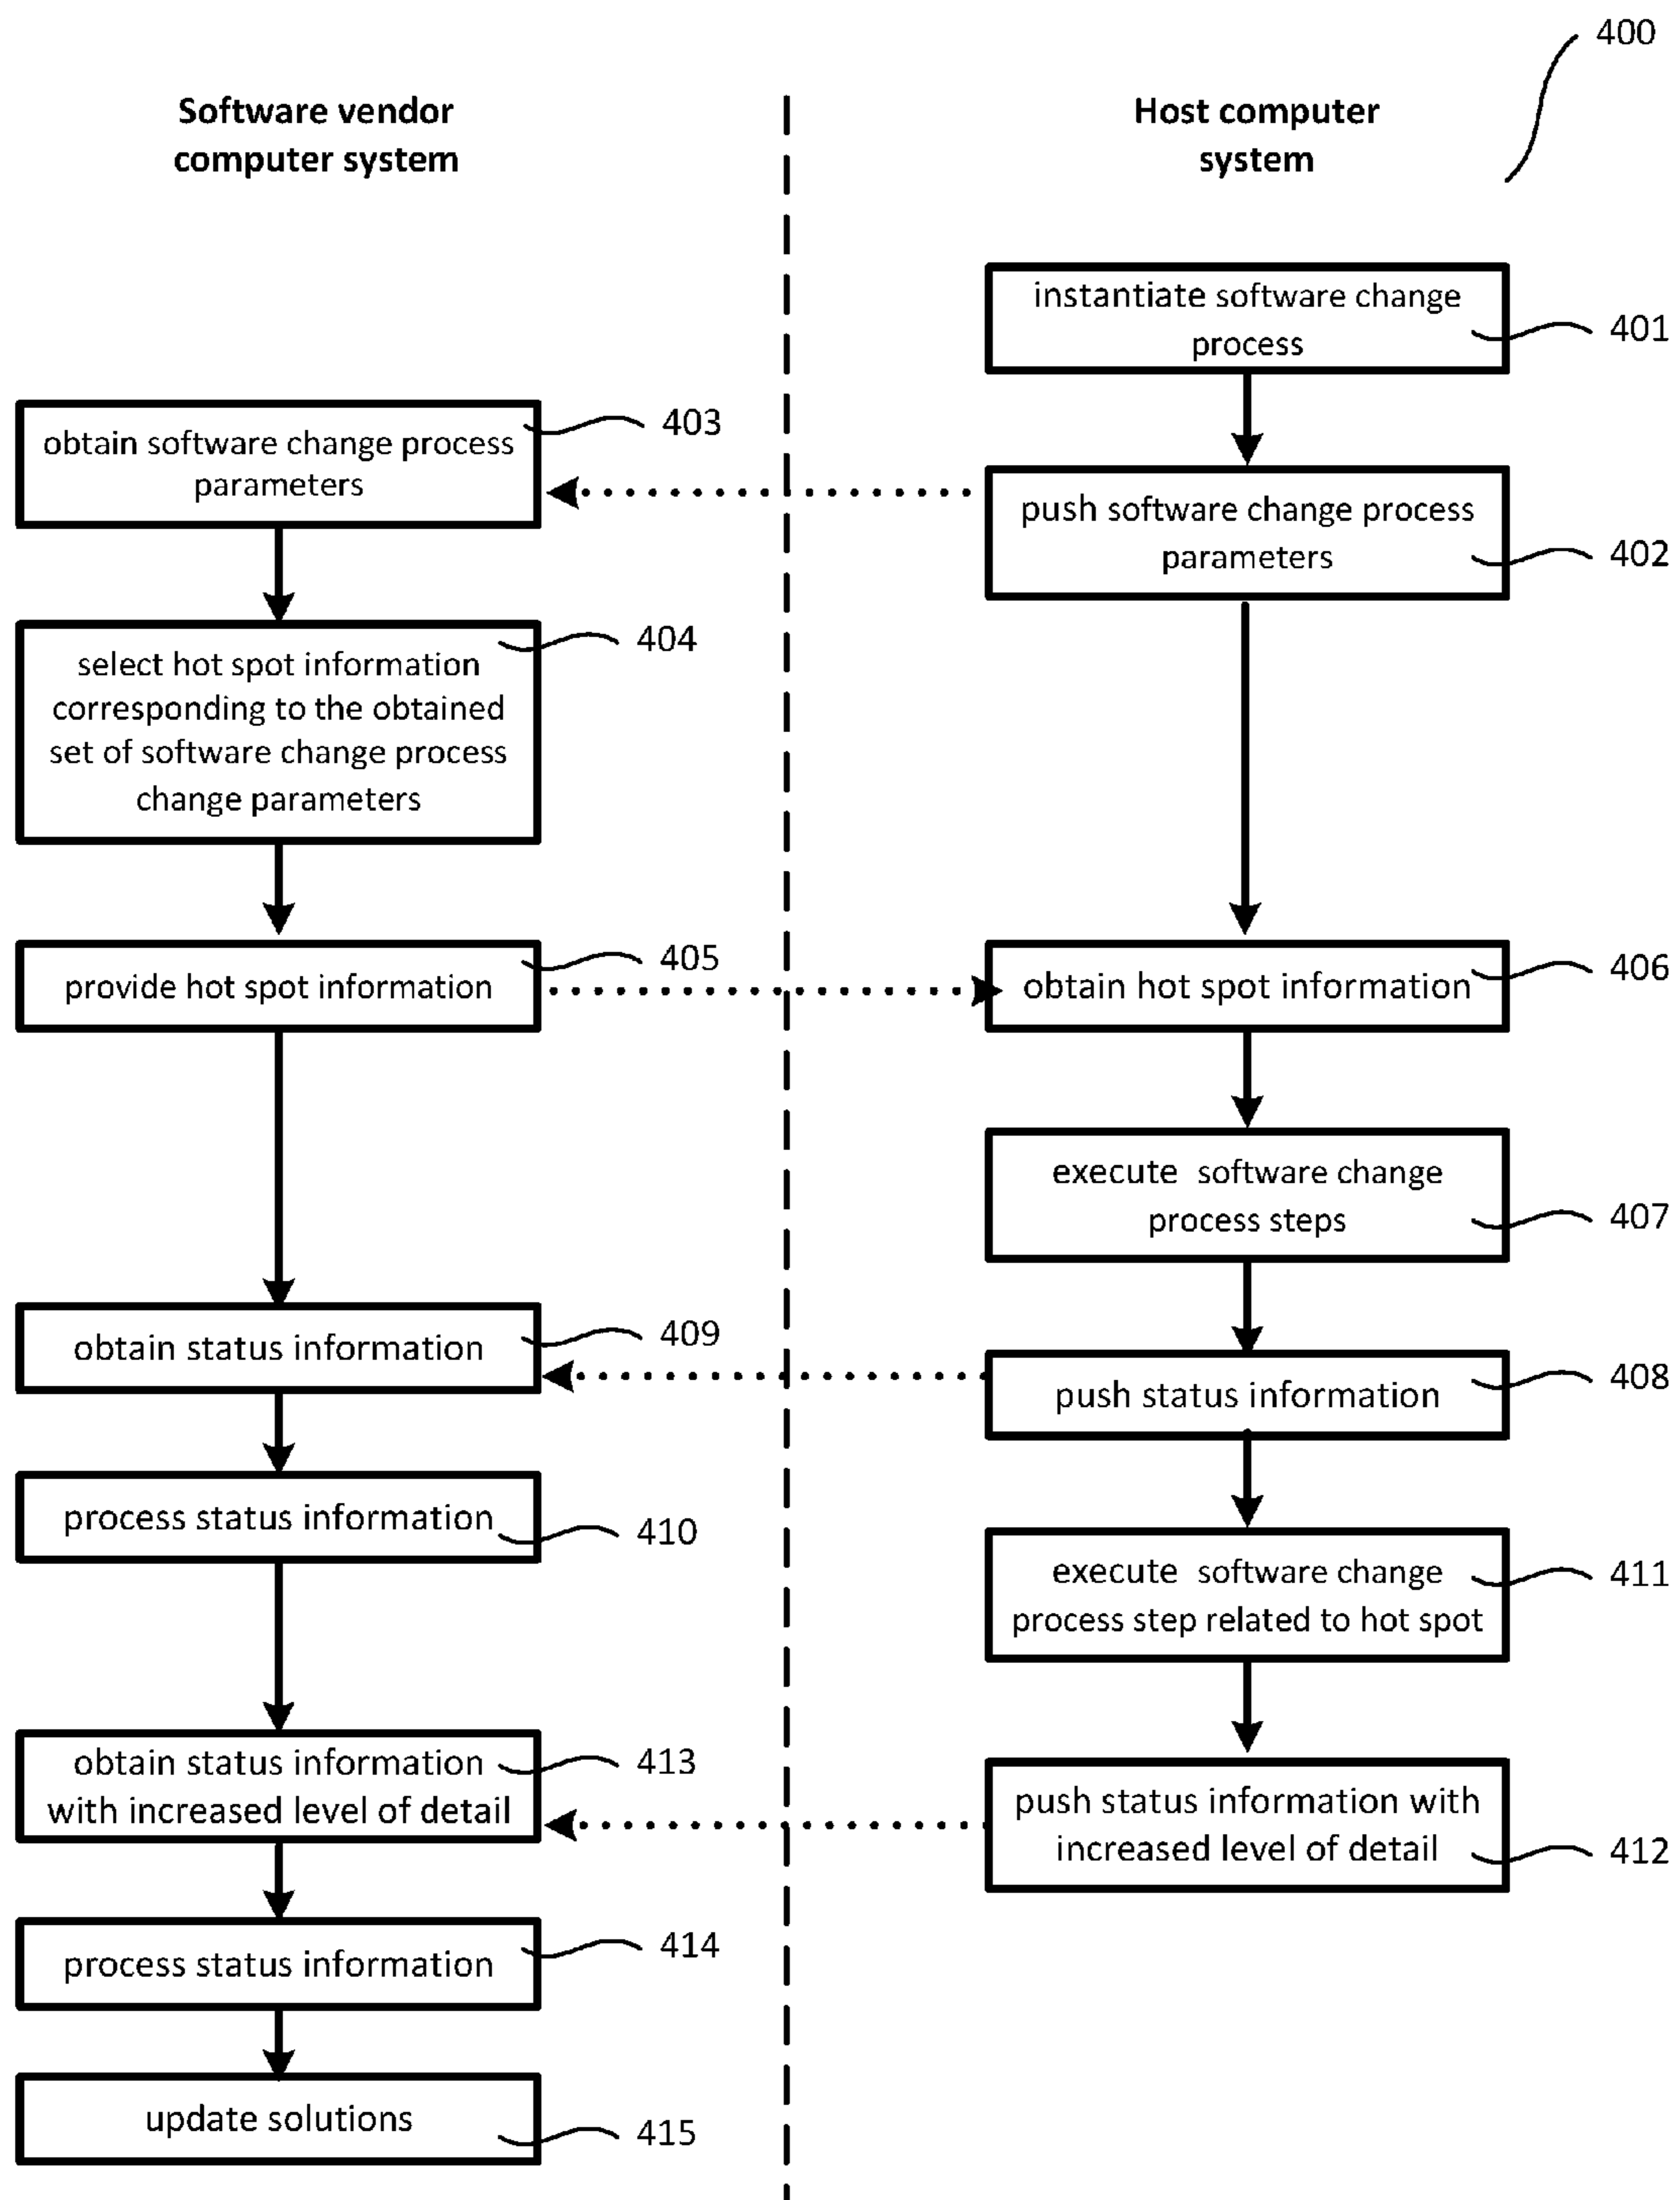 400
Software vendor
computer system
Host computer
system
instantiate software change
process
401
obtain software change process
parameters
403
push software change process
parameters
402
select hot spot information
corresponding to the obtained
set of software change process
change parameters
404
provide hot spot information
405
obtain hot spot information
406
execute software change
process steps
407
obtain status information
409
push status information
408
process status information
410
execute software change
process step related to hot spot
411
obtain status information
with increased level of detail
413
push status information with
increased level of detail
412
process status information
414
update solutions
415